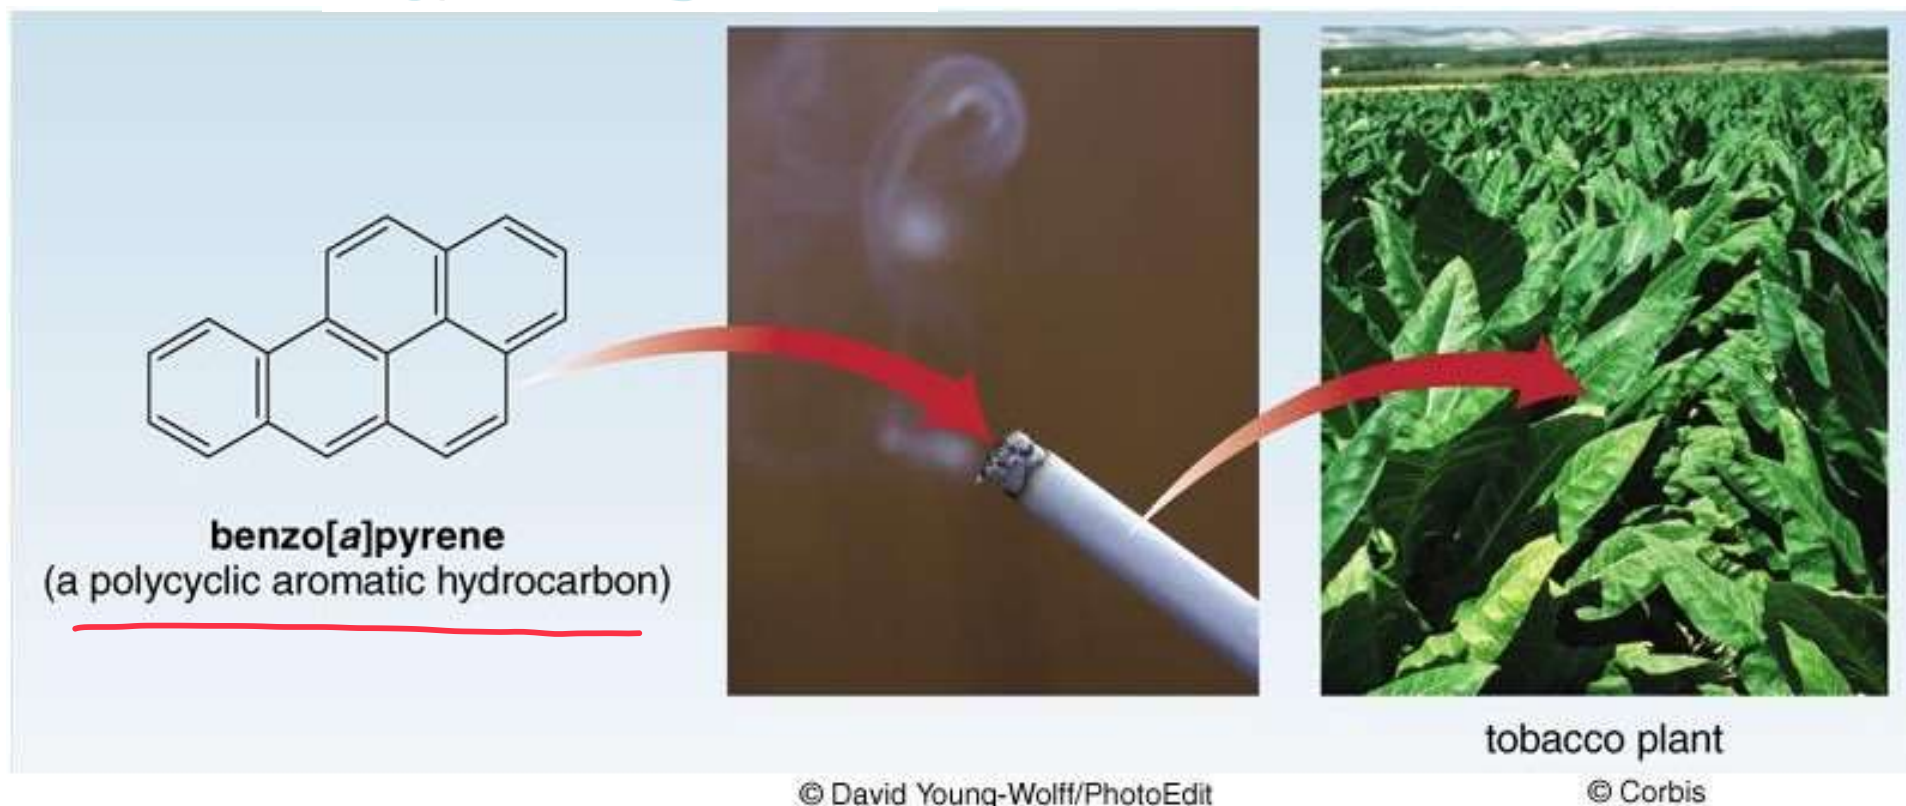 benzo[a]pyrene
(a polycyclic aromatic hydrocarbon)
tobacco plant
© David Young-Wolff/PhotoEdit
© Corbis